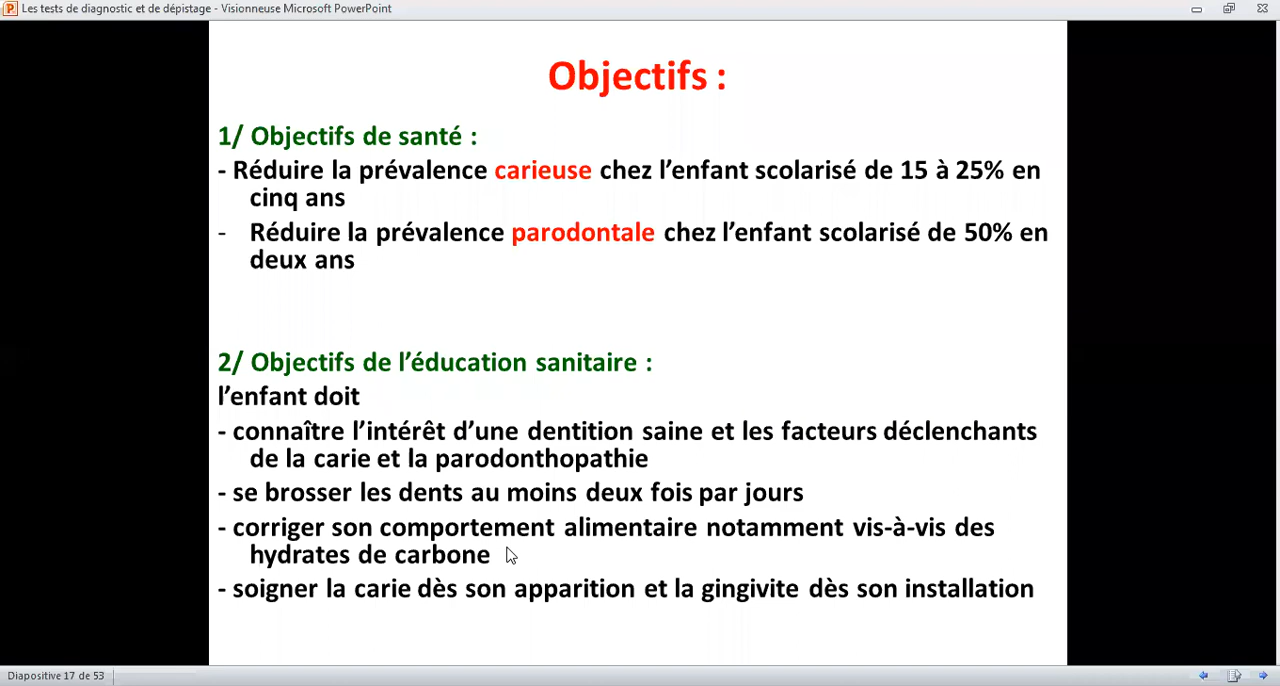 Les tests de diagnostic et de dépistage - Visionneuse Microsoft PowerPoint
Objectifs :
1/ Objectifs de santé :
- Réduire la prévalence carieuse chez l’enfant scolarisé de 15 à 25% en
cinq ans
- Réduire la prévalence parodontale chez l’enfant scolarisé de 50% en
deux ans
2/ Objectifs de l’éducation sanitaire :
l’enfant doit
- connaître l’intérêt d’une dentition saine et les facteurs déclenchants
de la carie et la parodonthopathie
- se brosser les dents au moins deux fois par jours
- corriger son comportement alimentaire notamment vis-à-vis des
hydrates de carbone
- soigner la carie dès son apparition et la gingivite dès son installation
Diapositive 17 de 53